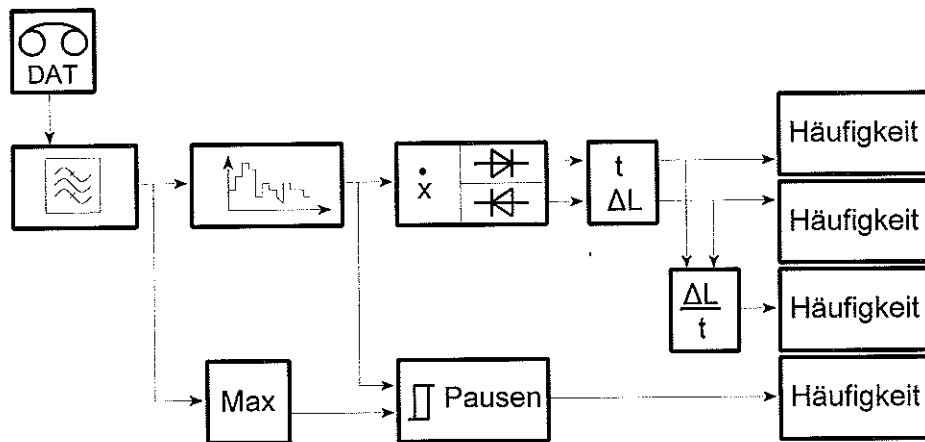 DAT
Häufigkeit
ẋ
t
ΔL
Häufigkeit
ΔL
t
Häufigkeit
Max
Pausen
Häufigkeit